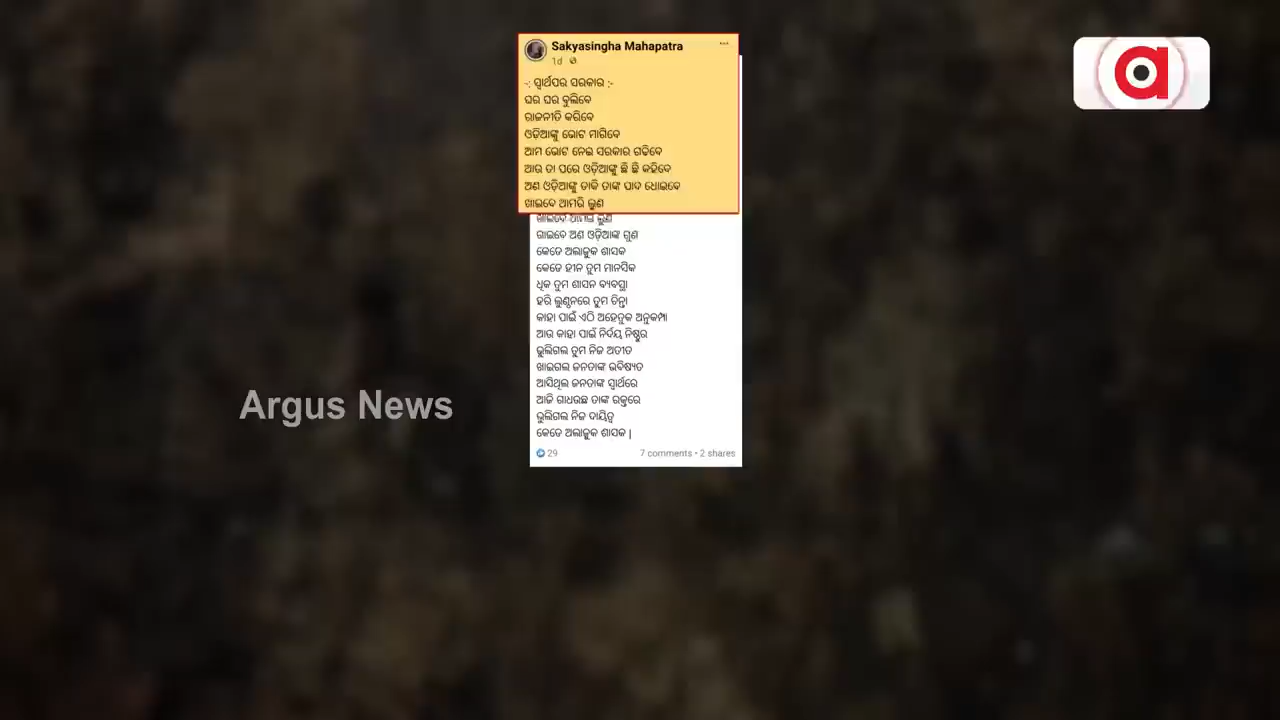 Sakyasingha Mahapatra
1d
-: ସ୍ୱାର୍ଥପର ସରକାର :-
ଘର ଘର ବୁଲିବେ
ରାଜନୀତି କରିବେ
ଓଡ଼ିଆଙ୍କୁ ଭୋଟ ମାଗିବେ
ଆମ ଭୋଟ ନେଇ ସରକାର ଗଢିବେ
ଆଉ ତା ପରେ ଓଡ଼ିଆଙ୍କୁ ଛି ଛି କହିବେ
ଅଣ ଓଡ଼ିଆଙ୍କୁ ଡାକି ତାଙ୍କ ପାଦ ଧୋଇବେ
ଖାଇବେ ଆମରି ଲୁଣ
ଖାଇବେ ଆମରି ଲୁଣ
ଗାଇବେ ଅଣ ଓଡ଼ିଆଙ୍କ ଗୁଣ
କେତେ ଅଲାଜୁକ ଶାସକ
କେତେ ହୀନ ତୁମ ମାନସିକ
ଧିକ ତୁମ ଶାସନ ବ୍ୟବସ୍ଥା
ହରି ଲୁଣ୍ଠନରେ ତୁମ ଚିନ୍ତା
କାହା ପାଇଁ ଏଠି ଅହେତୁକ ଅନୁକମ୍ପା
ଆଉ କାହା ପାଇଁ ନିର୍ଦୟ ନିଷ୍ଠୁର
ଭୁଲିଗଲ ତୁମ ନିଜ ଅତୀତ
ଖାଇଗଲ ଜନତାଙ୍କ ଭବିଷ୍ୟତ
ଆସିଥିଲ ଜନତାଙ୍କ ସ୍ୱାର୍ଥରେ
ଆଜି ଗାଧଉଛ ତାଙ୍କ ରକ୍ତରେ
ଭୁଲିଗଲ ନିଜ ଦାୟିତ୍ୱ
କେତେ ଅଲାଜୁକ ଶାସକ |
29 7 comments • 2 shares
Argus News
a